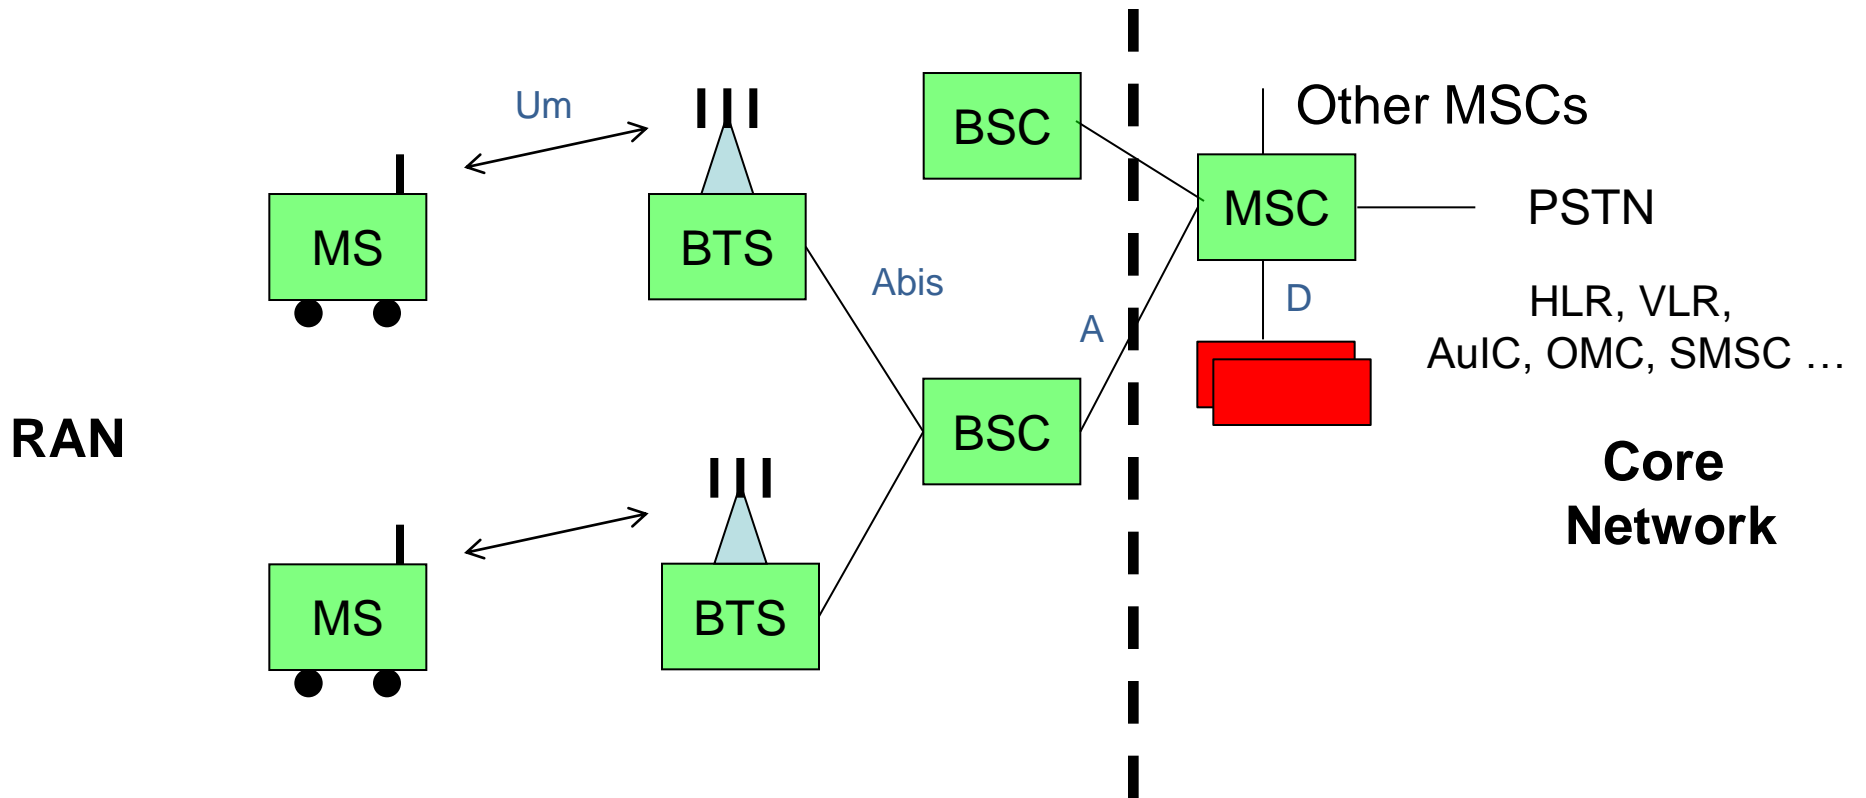 Um
BSC
Other MSCs
MS
BTS
MSC
PSTN
Abis
A
D
HLR, VLR,
AuIC, OMC, SMSC …
RAN
BSC
Core
Network
MS
BTS